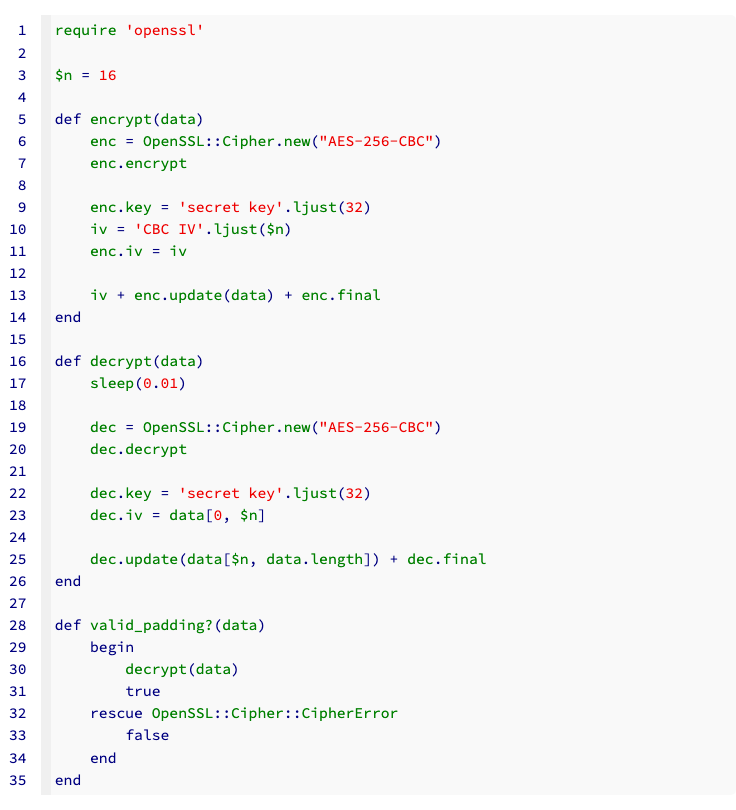 1 require 'openssl'
2
3 $n = 16
4
5 def encrypt(data)
6     enc = OpenSSL::Cipher.new("AES-256-CBC")
7     enc.encrypt
8
9     enc.key = 'secret key'.ljust(32)
10     iv = 'CBC IV'.ljust($n)
11     enc.iv = iv
12
13     iv + enc.update(data) + enc.final
14 end
15
16 def decrypt(data)
17     sleep(0.01)
18
19     dec = OpenSSL::Cipher.new("AES-256-CBC")
20     dec.decrypt
21
22     dec.key = 'secret key'.ljust(32)
23     dec.iv = data[0, $n]
24
25     dec.update(data[$n, data.length]) + dec.final
26 end
27
28 def valid_padding?(data)
29     begin
30         decrypt(data)
31         true
32     rescue OpenSSL::Cipher::CipherError
33         false
34     end
35 end